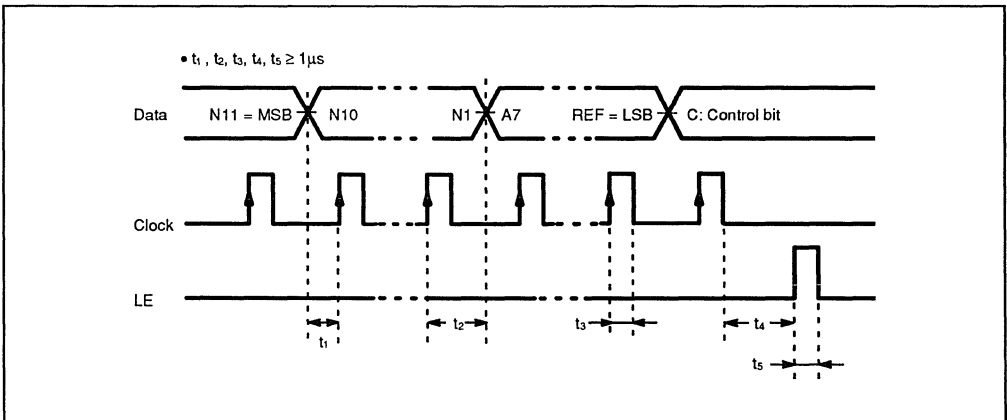 • t₁ , t₂, t₃, t₄, t₅ ≥ 1μs
Data N11 = MSB N10 N1 A7 REF = LSB C: Control bit
Clock
LE
t₁ t₂ t₃ t₄
t₅